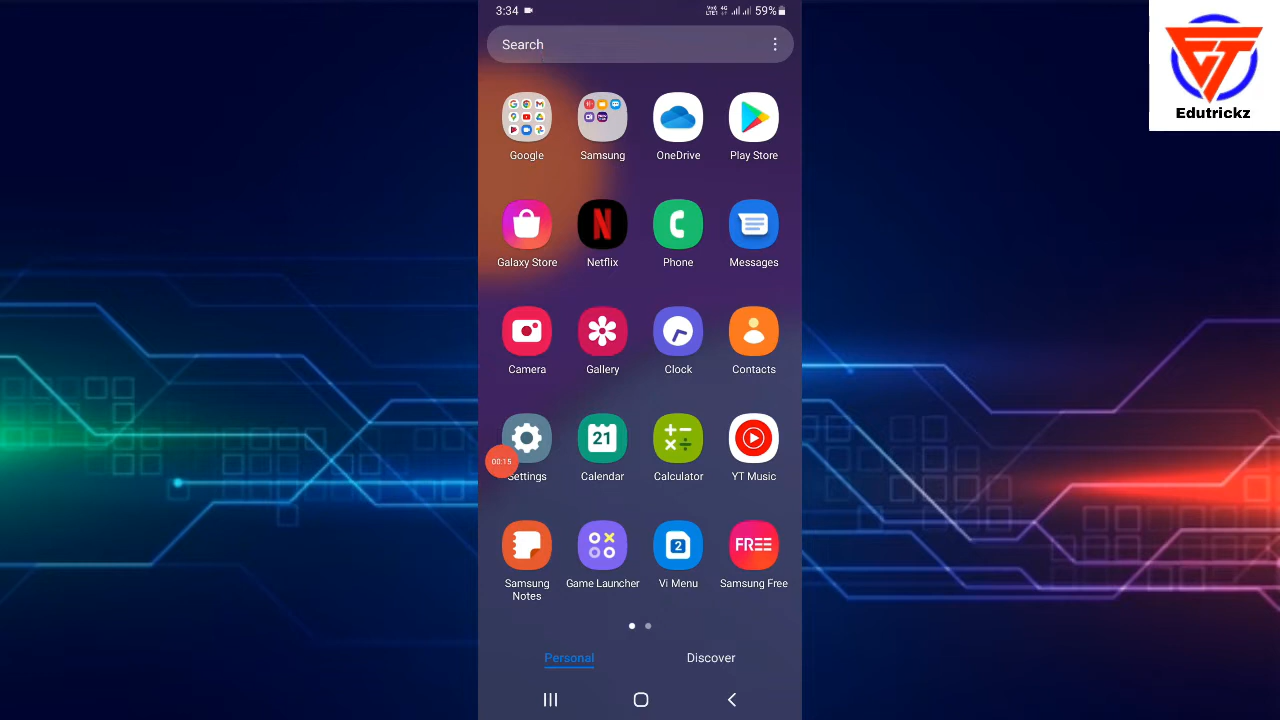 3:34
59%
Search
Edutrickz
Google
Samsung
OneDrive
Play Store
Galaxy Store
Netflix
Phone
Messages
Camera
Gallery
Clock
Contacts
21
00:15
Settings
Calendar
Calculator
YT Music
2
FREE
Samsung
Notes
Game Launcher
Vi Menu
Samsung Free
Personal
Discover